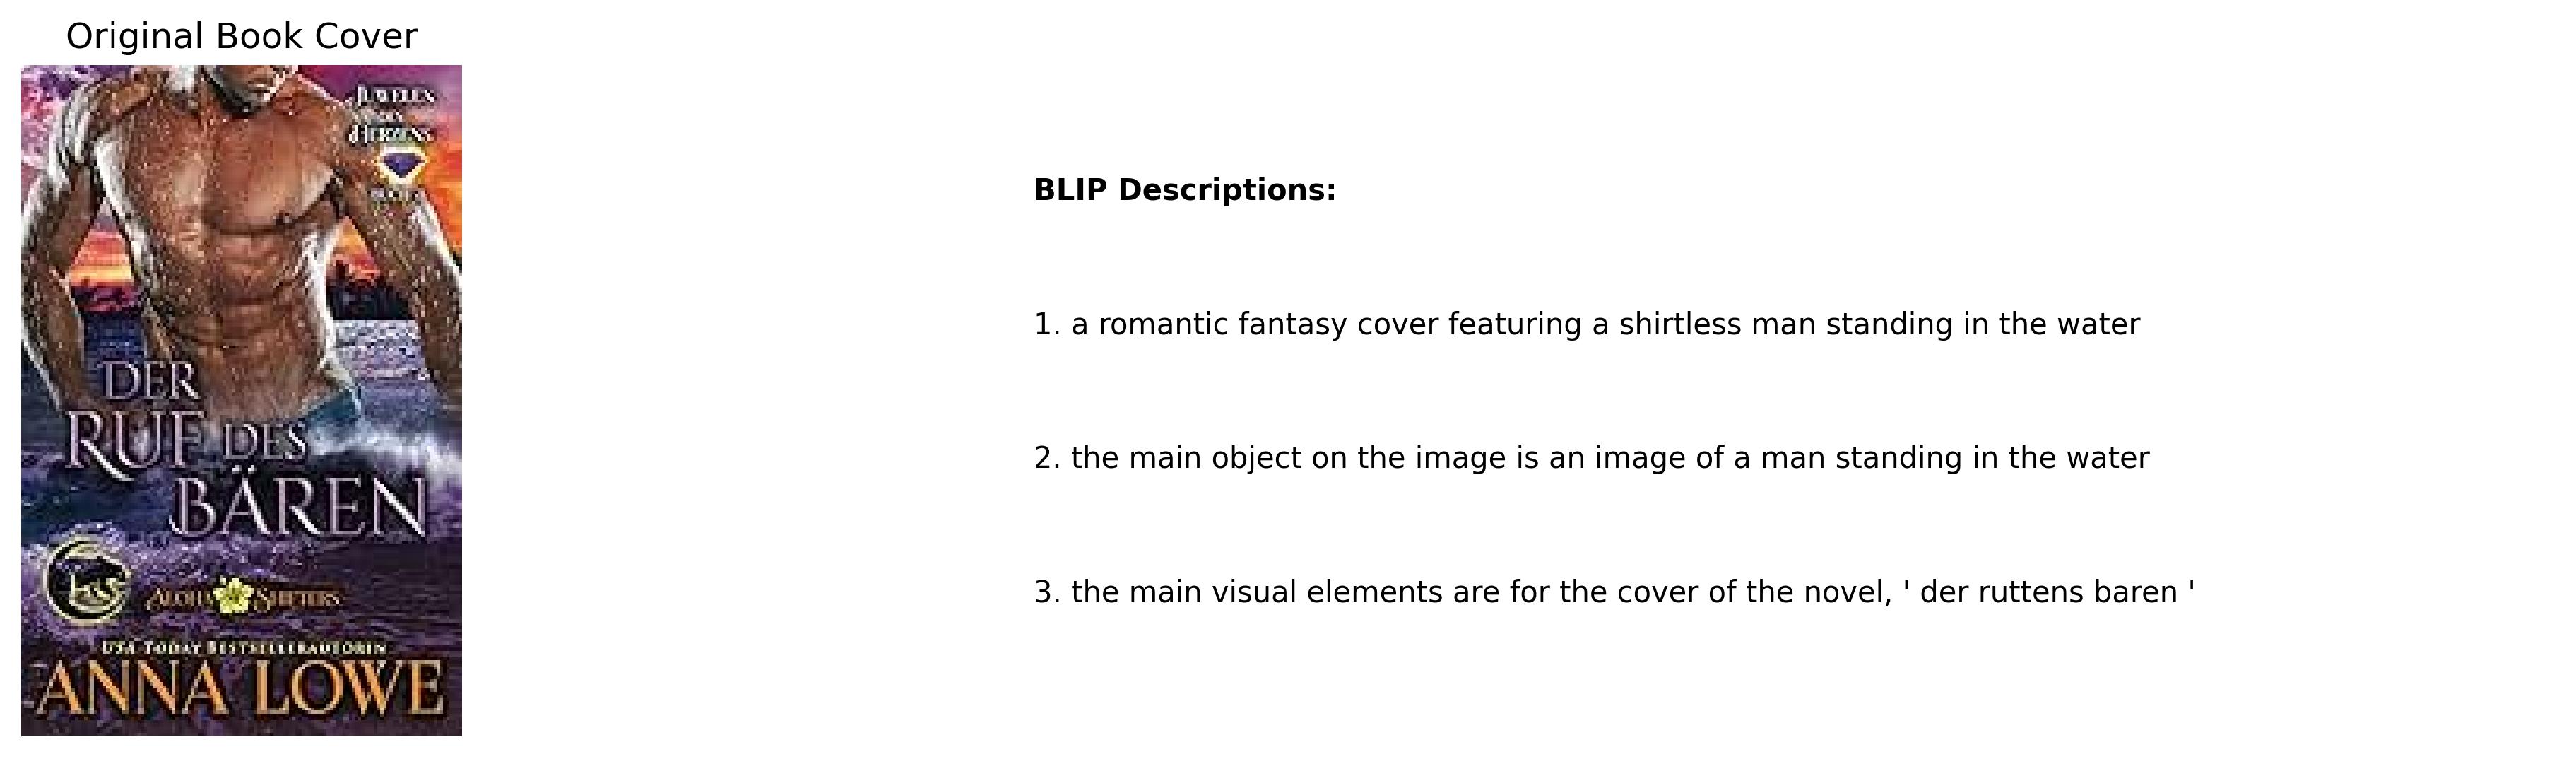 Original Book Cover
JUWELEN
DES
HERZENS
DER
RUF DES
BÄREN
ALOHA SHIFTERS
USA TODAY BESTSELLERAUTORIN
ANNA LOWE
BLIP Descriptions:
1. a romantic fantasy cover featuring a shirtless man standing in the water
2. the main object on the image is an image of a man standing in the water
3. the main visual elements are for the cover of the novel, ' der ruttens baren '